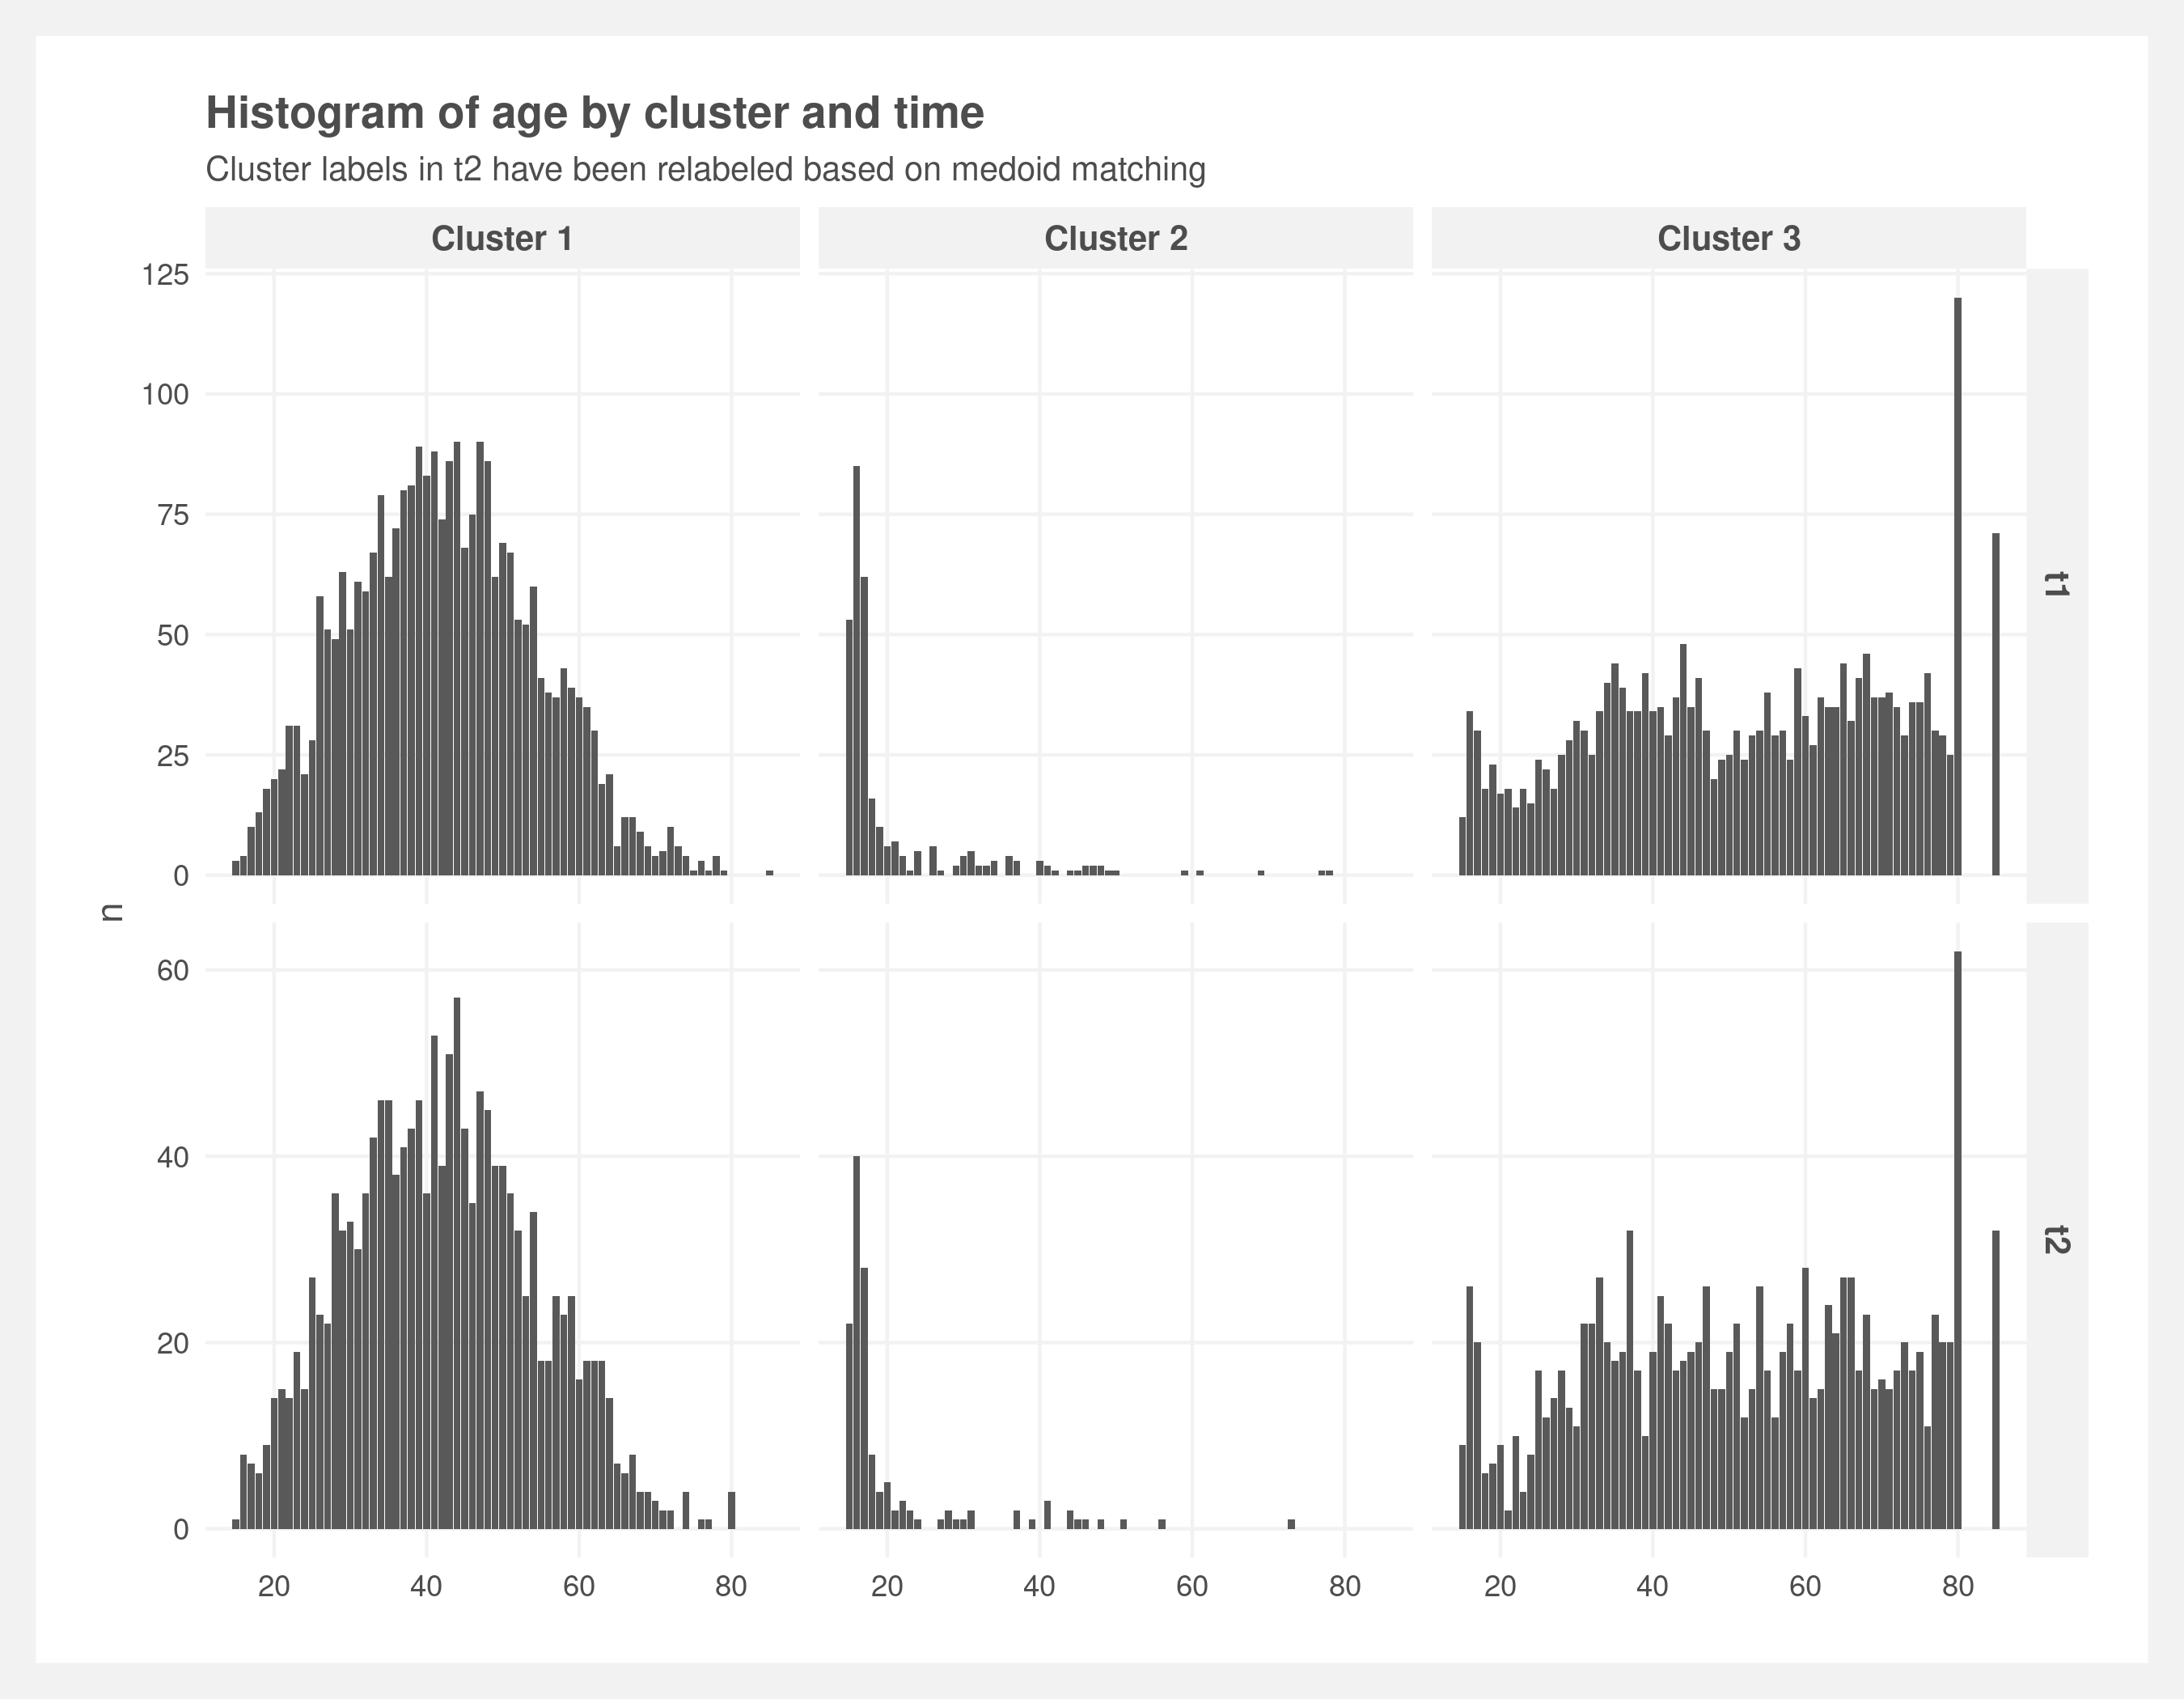 Histogram of age by cluster and time
Cluster labels in t2 have been relabeled based on medoid matching
Cluster 1 Cluster 2 Cluster 3
125
100
75
50
25
0
t1
n
60
40
20
0
t2
20 40 60 80 20 40 60 80 20 40 60 80